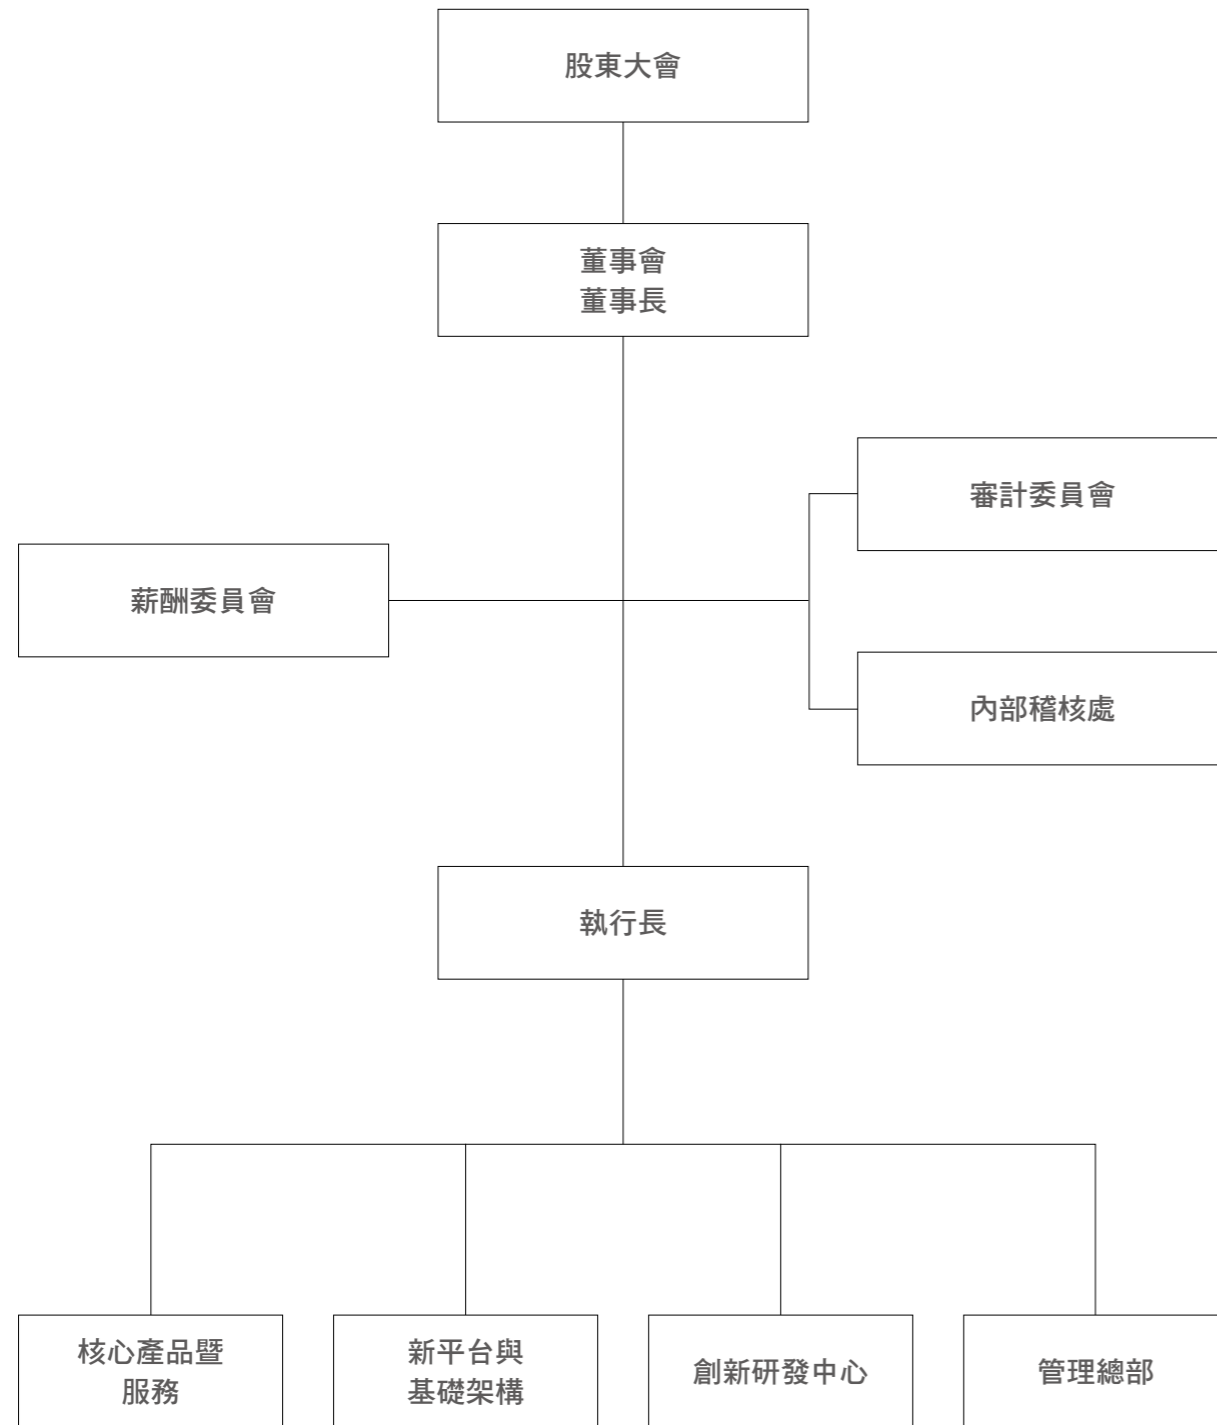 股東大會
董事會
董事長
審計委員會
薪酬委員會
內部稽核處
執行長
核心產品暨
服務
新平台與
基礎架構
創新研發中心
管理總部